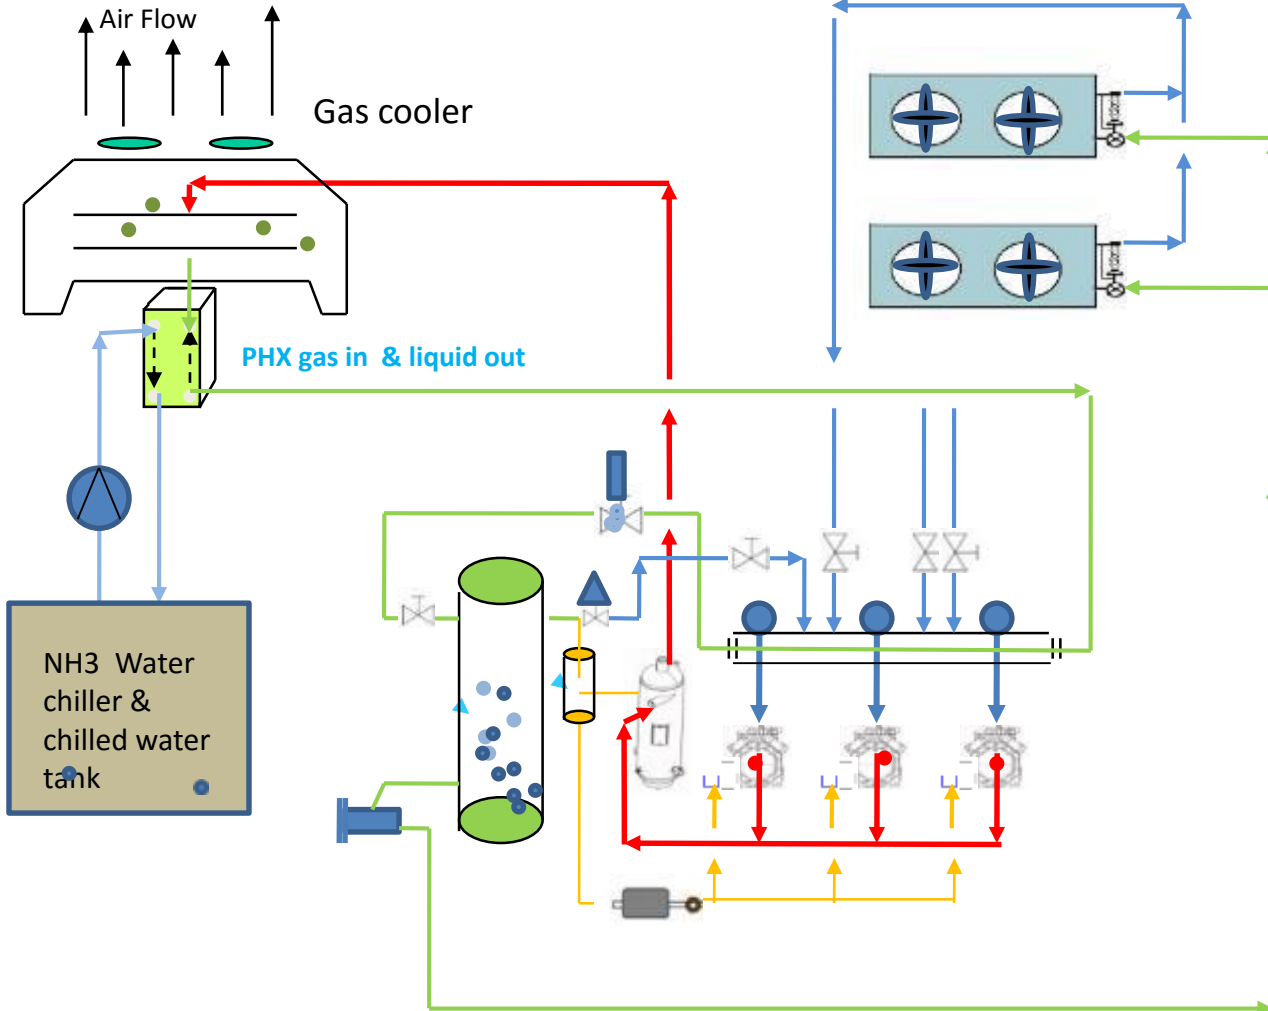 Air Flow
Gas cooler
PHX gas in & liquid out
NH3 Water
chiller &
chilled water
tank